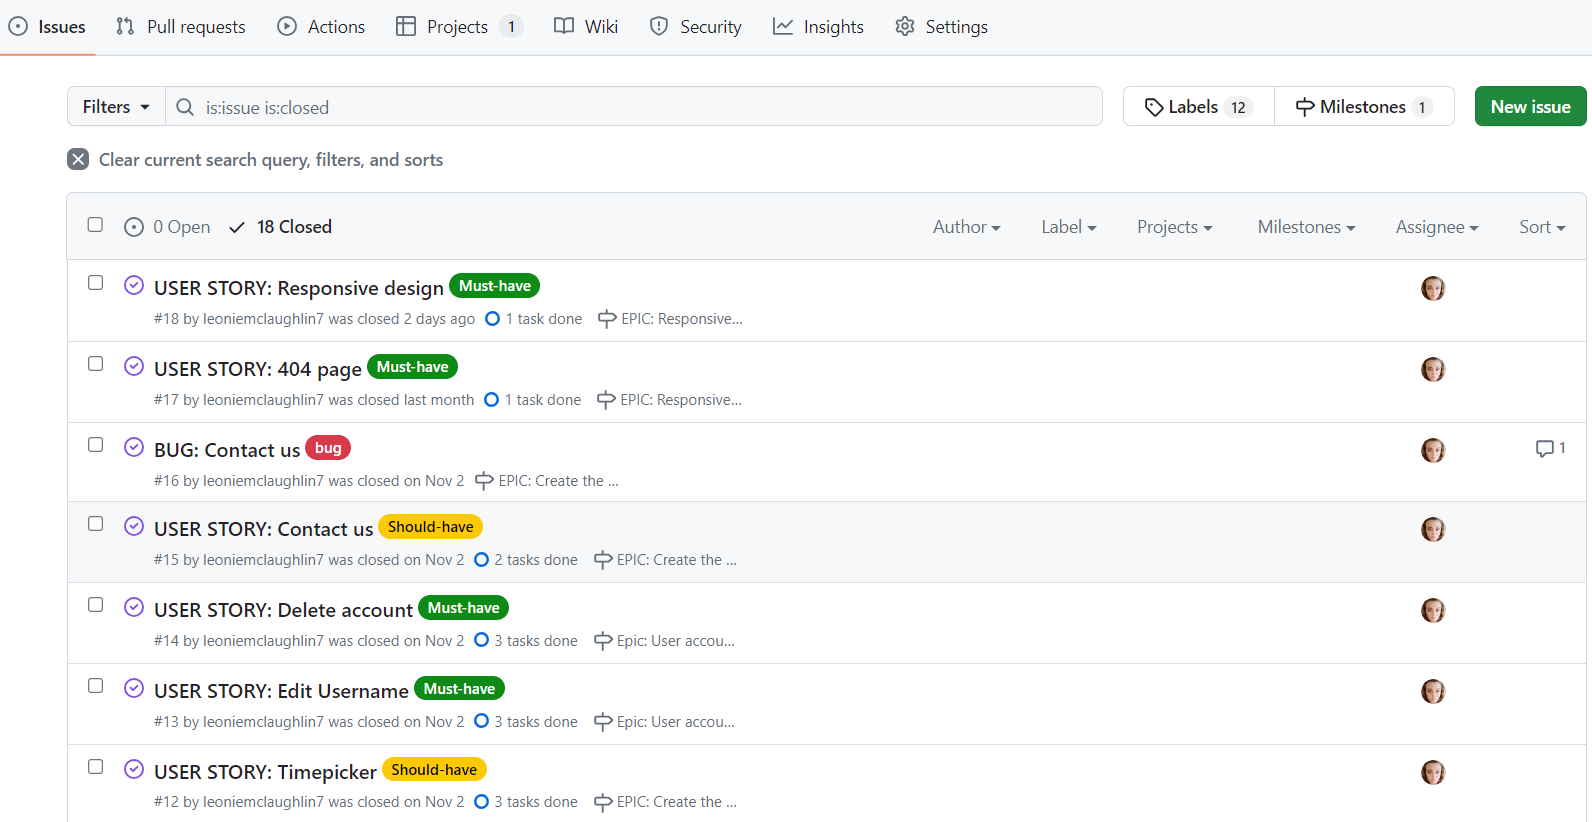 Issues Pull requests Actions Projects 1 Wiki Security Insights Settings
Filters is:issue is:closed Labels 12 Milestones 1 New issue
Clear current search query, filters, and sorts
0 Open 18 Closed Author Label Projects Milestones Assignee Sort
USER STORY: Responsive design Must-have
#18 by leoniemclaughlin7 was closed 2 days ago 1 task done EPIC: Responsive...
USER STORY: 404 page Must-have
#17 by leoniemclaughlin7 was closed last month 1 task done EPIC: Responsive...
BUG: Contact us bug 1
#16 by leoniemclaughlin7 was closed on Nov 2 EPIC: Create the ...
USER STORY: Contact us Should-have
#15 by leoniemclaughlin7 was closed on Nov 2 2 tasks done EPIC: Create the ...
USER STORY: Delete account Must-have
#14 by leoniemclaughlin7 was closed on Nov 2 3 tasks done Epic: User accou...
USER STORY: Edit Username Must-have
#13 by leoniemclaughlin7 was closed on Nov 2 3 tasks done Epic: User accou...
USER STORY: Timepicker Should-have
#12 by leoniemclaughlin7 was closed on Nov 2 3 tasks done EPIC: Create the ...